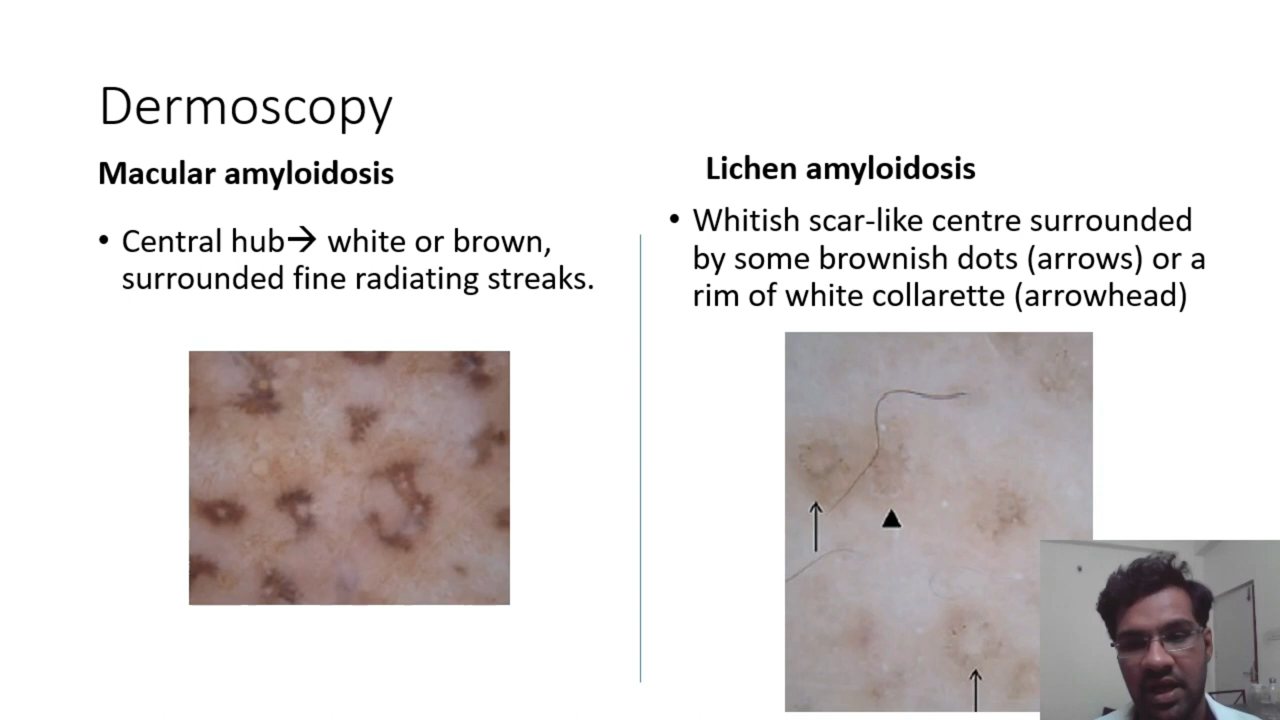 Dermoscopy
Macular amyloidosis
• Central hub→ white or brown,
surrounded fine radiating streaks.
Lichen amyloidosis
• Whitish scar-like centre surrounded
by some brownish dots (arrows) or a
rim of white collarette (arrowhead)